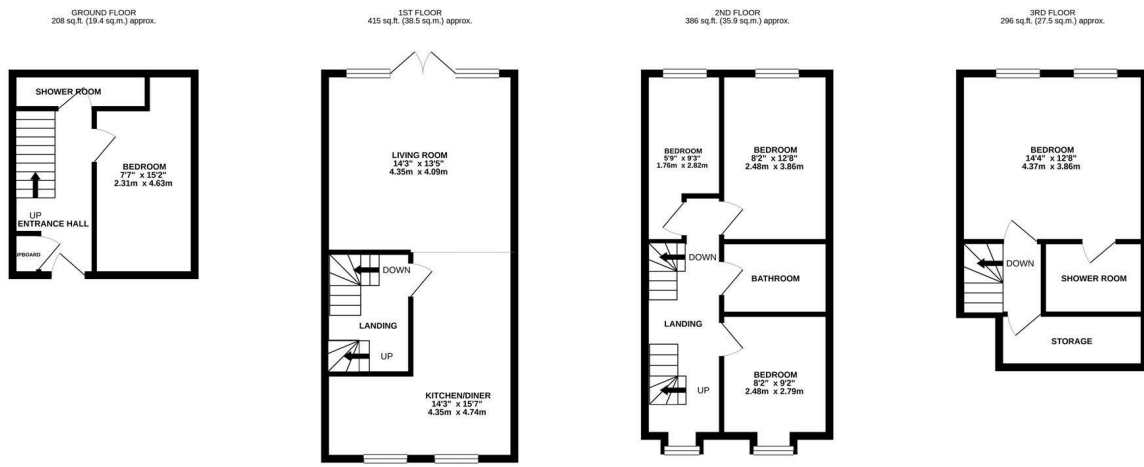 GROUND FLOOR
208 sq.ft. (19.4 sq.m.) approx.
SHOWER ROOM
BEDROOM
7'7" x 15'2"
2.31m x 4.63m
UP
ENTRANCE HALL
UPBOARD
1ST FLOOR
415 sq.ft. (38.5 sq.m.) approx.
LIVING ROOM
14'3" x 13'5"
4.35m x 4.09m
DOWN
LANDING
UP
KITCHEN/DINER
14'3" x 15'7"
4.35m x 4.74m
2ND FLOOR
386 sq.ft. (35.9 sq.m.) approx.
BEDROOM
5'9" x 9'3"
1.76m x 2.82m
BEDROOM
8'2" x 12'8"
2.48m x 3.86m
DOWN
BATHROOM
LANDING
BEDROOM
8'2" x 9'2"
2.48m x 2.79m
UP
3RD FLOOR
296 sq.ft. (27.5 sq.m.) approx.
BEDROOM
14'4" x 12'8"
4.37m x 3.86m
DOWN
SHOWER ROOM
STORAGE